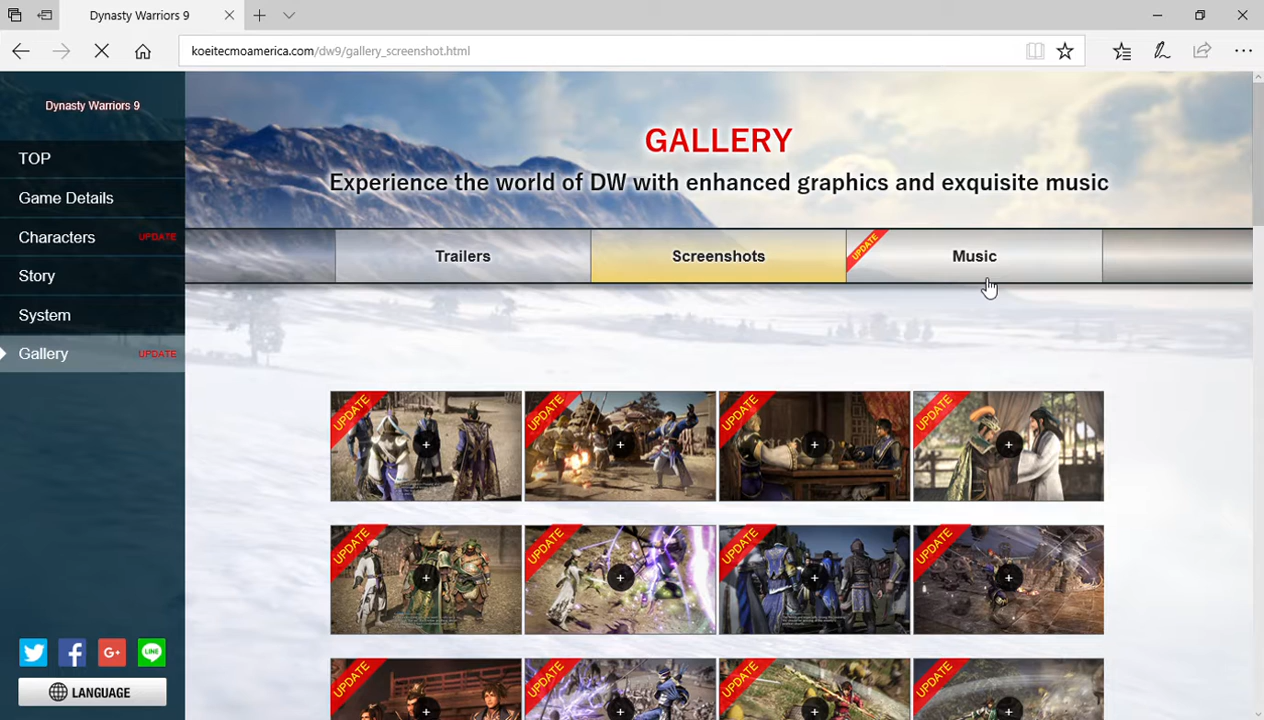 Dynasty Warriors 9
koeitecmoamerica.com/dw9/gallery_screenshot.html
Dynasty Warriors 9
TOP
Game Details
Characters UPDATE
Story
System
Gallery UPDATE
LINE
LANGUAGE
GALLERY
Experience the world of DW with enhanced graphics and exquisite music
Trailers
Screenshots
UPDATE Music
UPDATE UPDATE UPDATE UPDATE
UPDATE UPDATE UPDATE UPDATE
UPDATE UPDATE UPDATE UPDATE